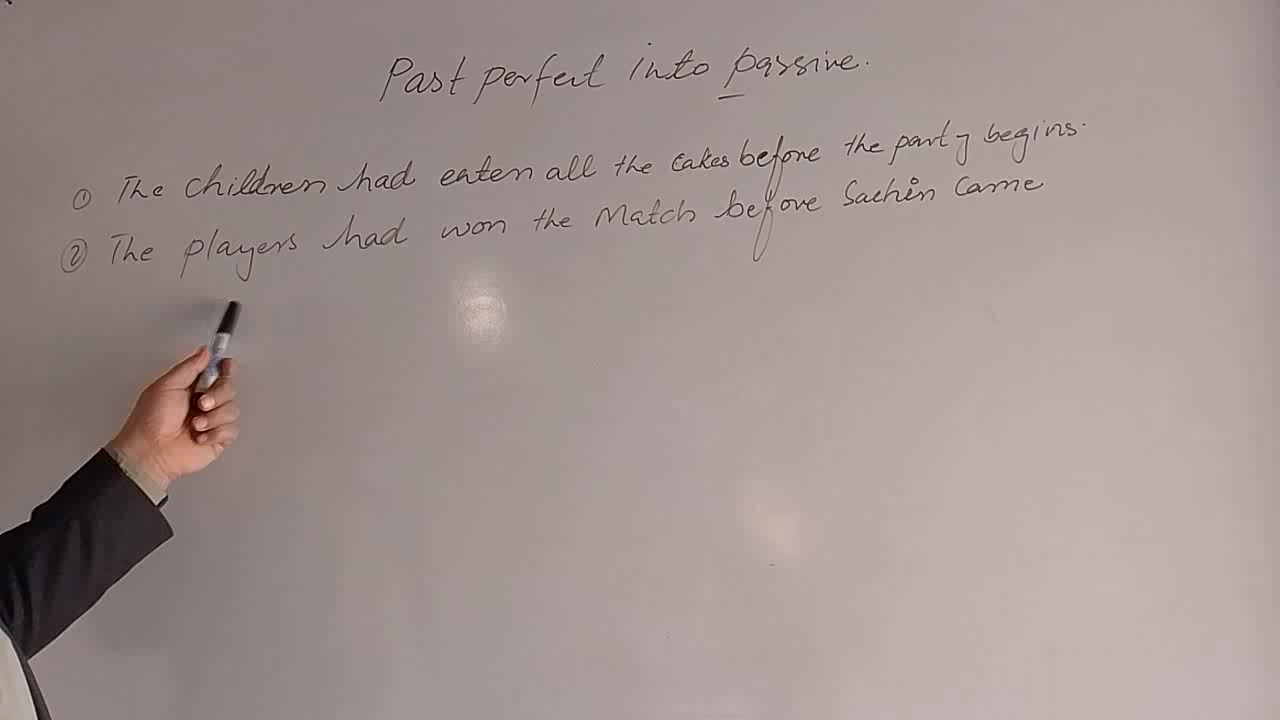 Past perfect into passive.
① The children had eaten all the cakes before the party begins.
② The players had won the Match before Sachin Came